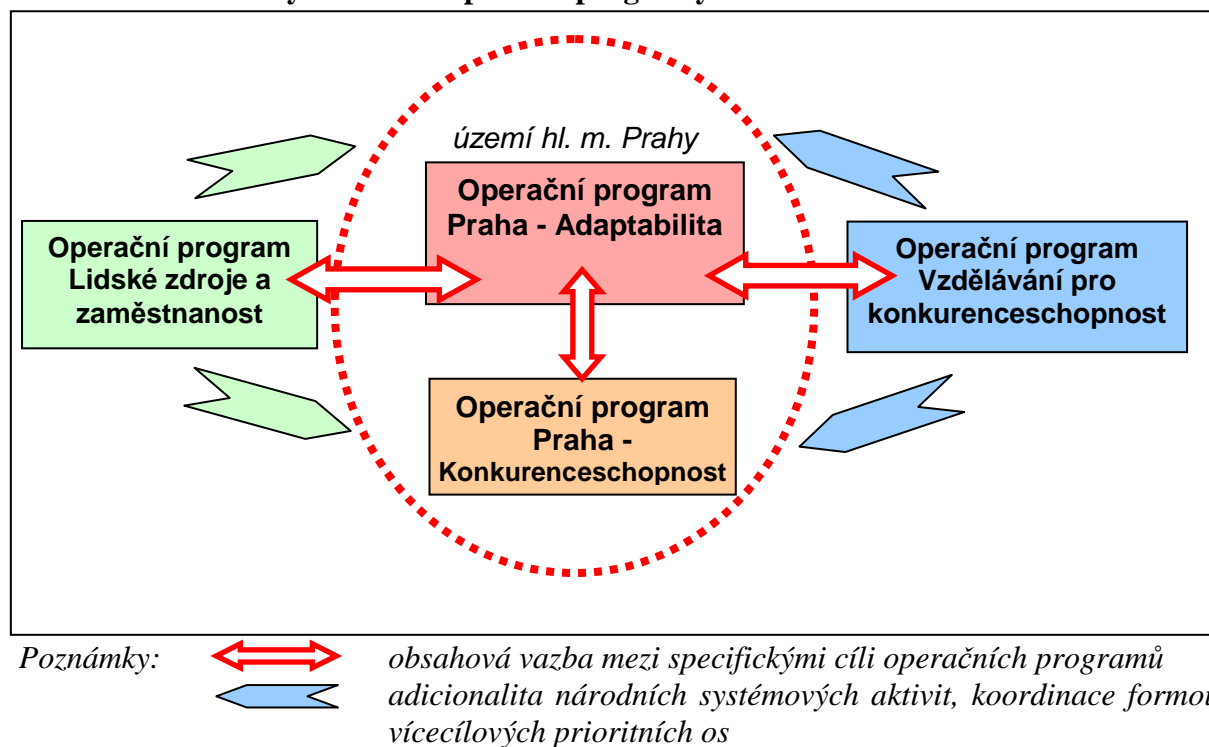 území hl. m. Prahy
Operační program
Praha - Adaptabilita
Operační program
Lidské zdroje a
zaměstnanost
Operační program
Vzdělávání pro
konkurenceschopnost
Operační program
Praha -
Konkurenceschopnost
Poznámky:
obsahová vazba mezi specifickými cíli operačních programů
adicionalita národních systémových aktivit, koordinace formou
vícecílových prioritních os